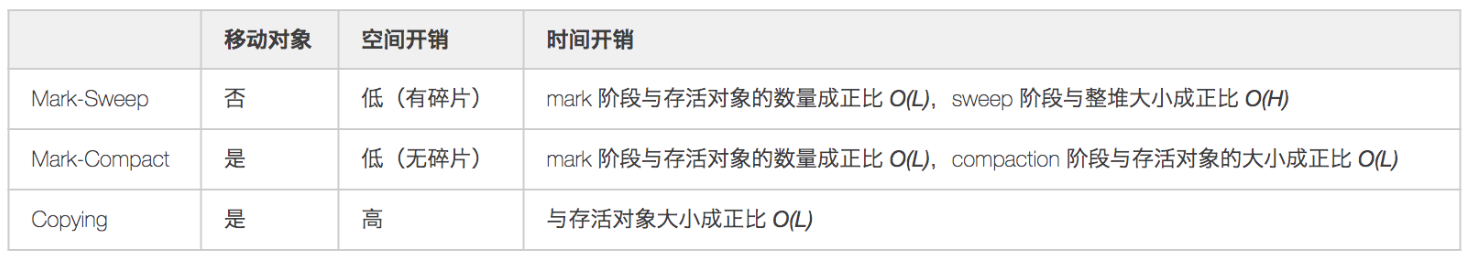 移动对象 空间开销 时间开销
Mark-Sweep 否 低（有碎片） mark 阶段与存活对象的数量成正比 O(L)，sweep 阶段与整堆大小成正比 O(H)
Mark-Compact 是 低（无碎片） mark 阶段与存活对象的数量成正比 O(L)，compaction 阶段与存活对象的大小成正比 O(L)
Copying 是 高 与存活对象大小成正比 O(L)